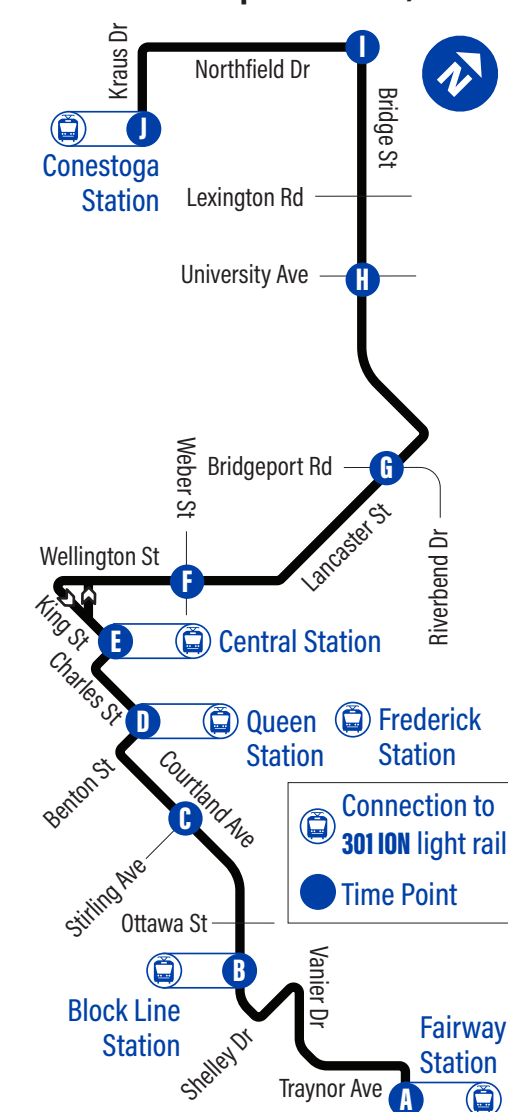 Kraus Dr
Northfield Dr
I
N
J
Bridge St
Conestoga
Station
Lexington Rd
University Ave
H
Weber St
Bridgeport Rd
G
Lancaster St
Riverbend Dr
Wellington St
F
King St
E
Central Station
Charles St
D
Queen
Station
Frederick
Station
Benton St
Courtland Ave
C
Connection to
301 ION light rail
Time Point
Stirling Ave
Ottawa St
B
Vanier Dr
Block Line
Station
Shelley Dr
Fairway
Station
Traynor Ave
A